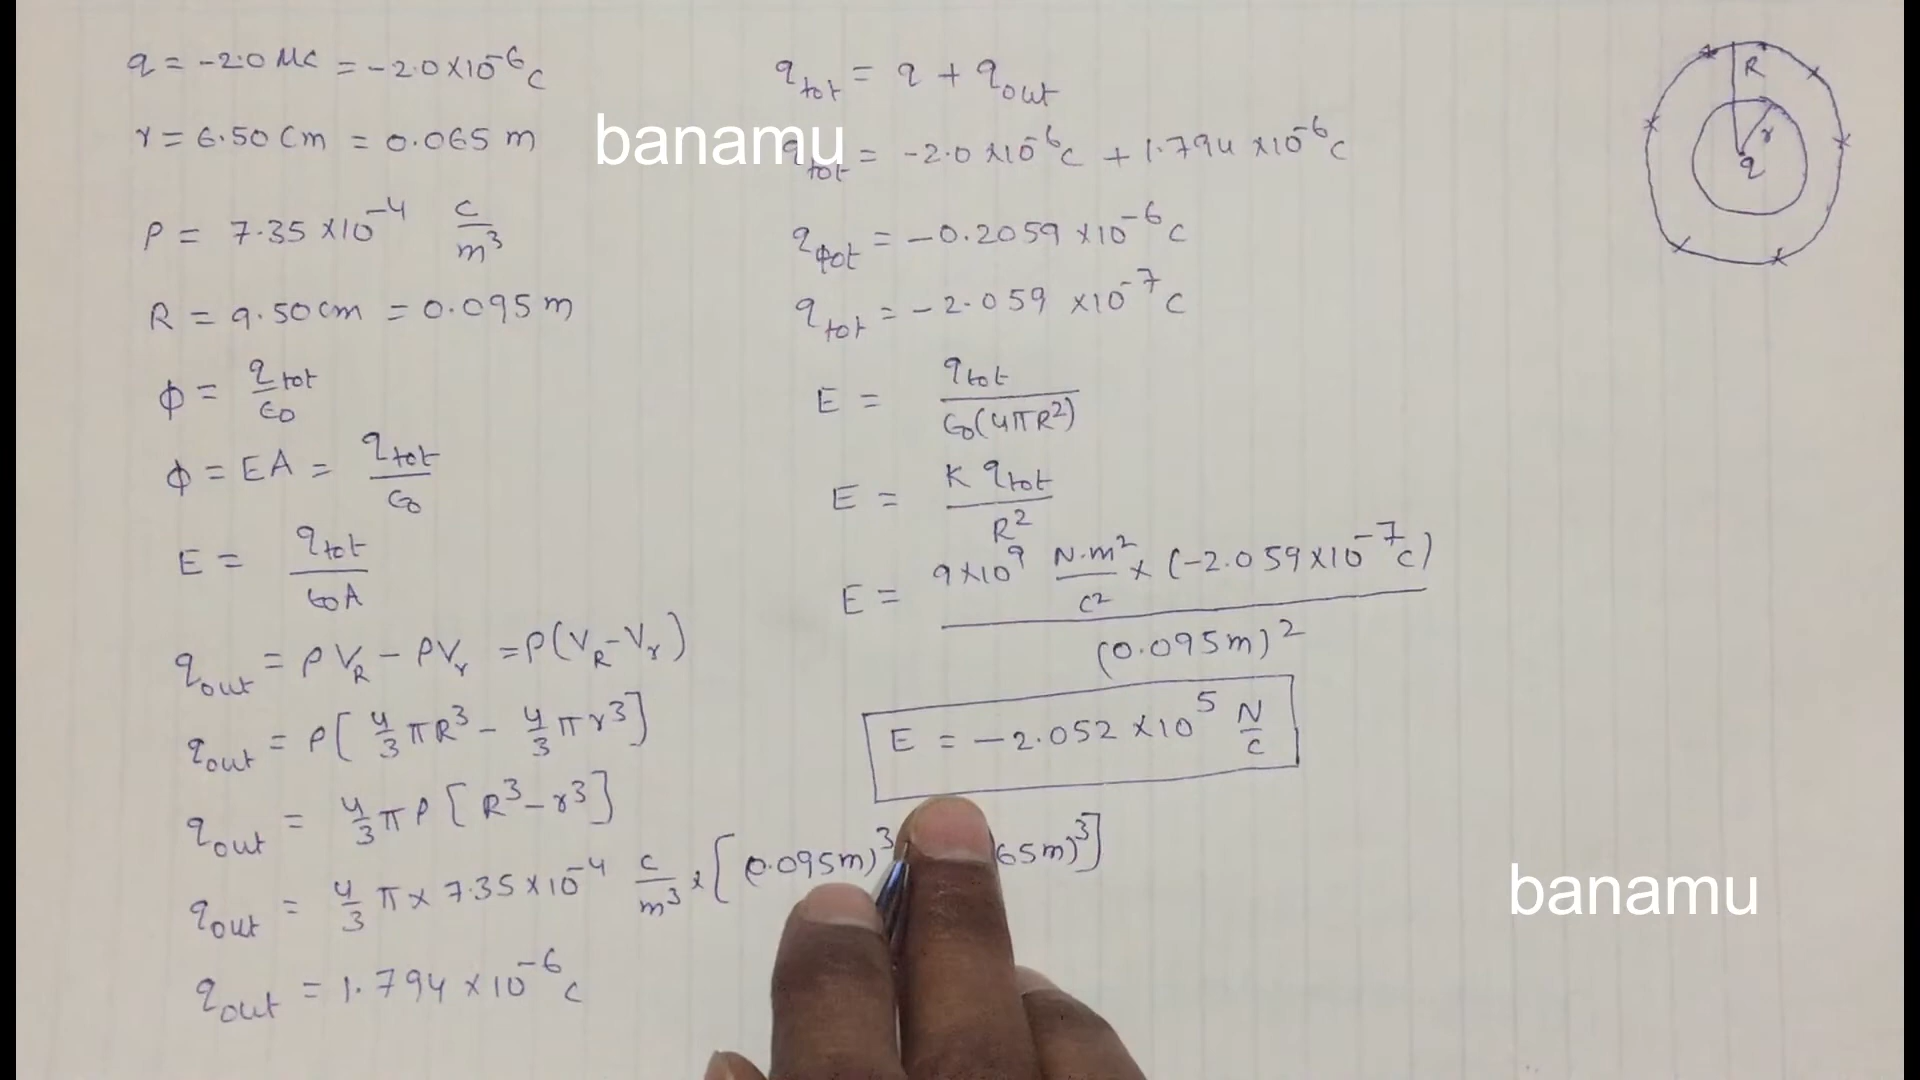 q = -2.0 μC = -2.0×10⁻⁶ C
r = 6.50 cm = 0.065 m
ρ = 7.35 ×10⁻⁴ C/m³
R = 9.50 cm = 0.095 m
ϕ = q_tot/ϵ0
ϕ = EA = q_tot/ϵ0
E = q_tot/ϵ0A
q_out = ρV_R - ρV_r = ρ(V_R - V_r)
q_out = ρ[4/3 πR³ - 4/3 πr³]
q_out = 4/3 πρ[R³ - r³]
q_out = 4/3 π × 7.35×10⁻⁴ C/m³ × [(0.095m)³ 65m)³]
q_out = 1.794 ×10⁻⁶ C
q_tot = q + q_out
q_tot = -2.0 ×10⁻⁶ C + 1.794 ×10⁻⁶ C
q_tot = -0.2059 ×10⁻⁶ C
q_tot = -2.059 ×10⁻⁷ C
E = q_tot/ϵ0(4πR²)
E = K q_tot/R²
E = 9×10⁹ N·m²/C² × (-2.059×10⁻⁷ C)/(0.095m)²
E = -2.052 ×10⁵ N/C
R
r
q
banamu
banamu